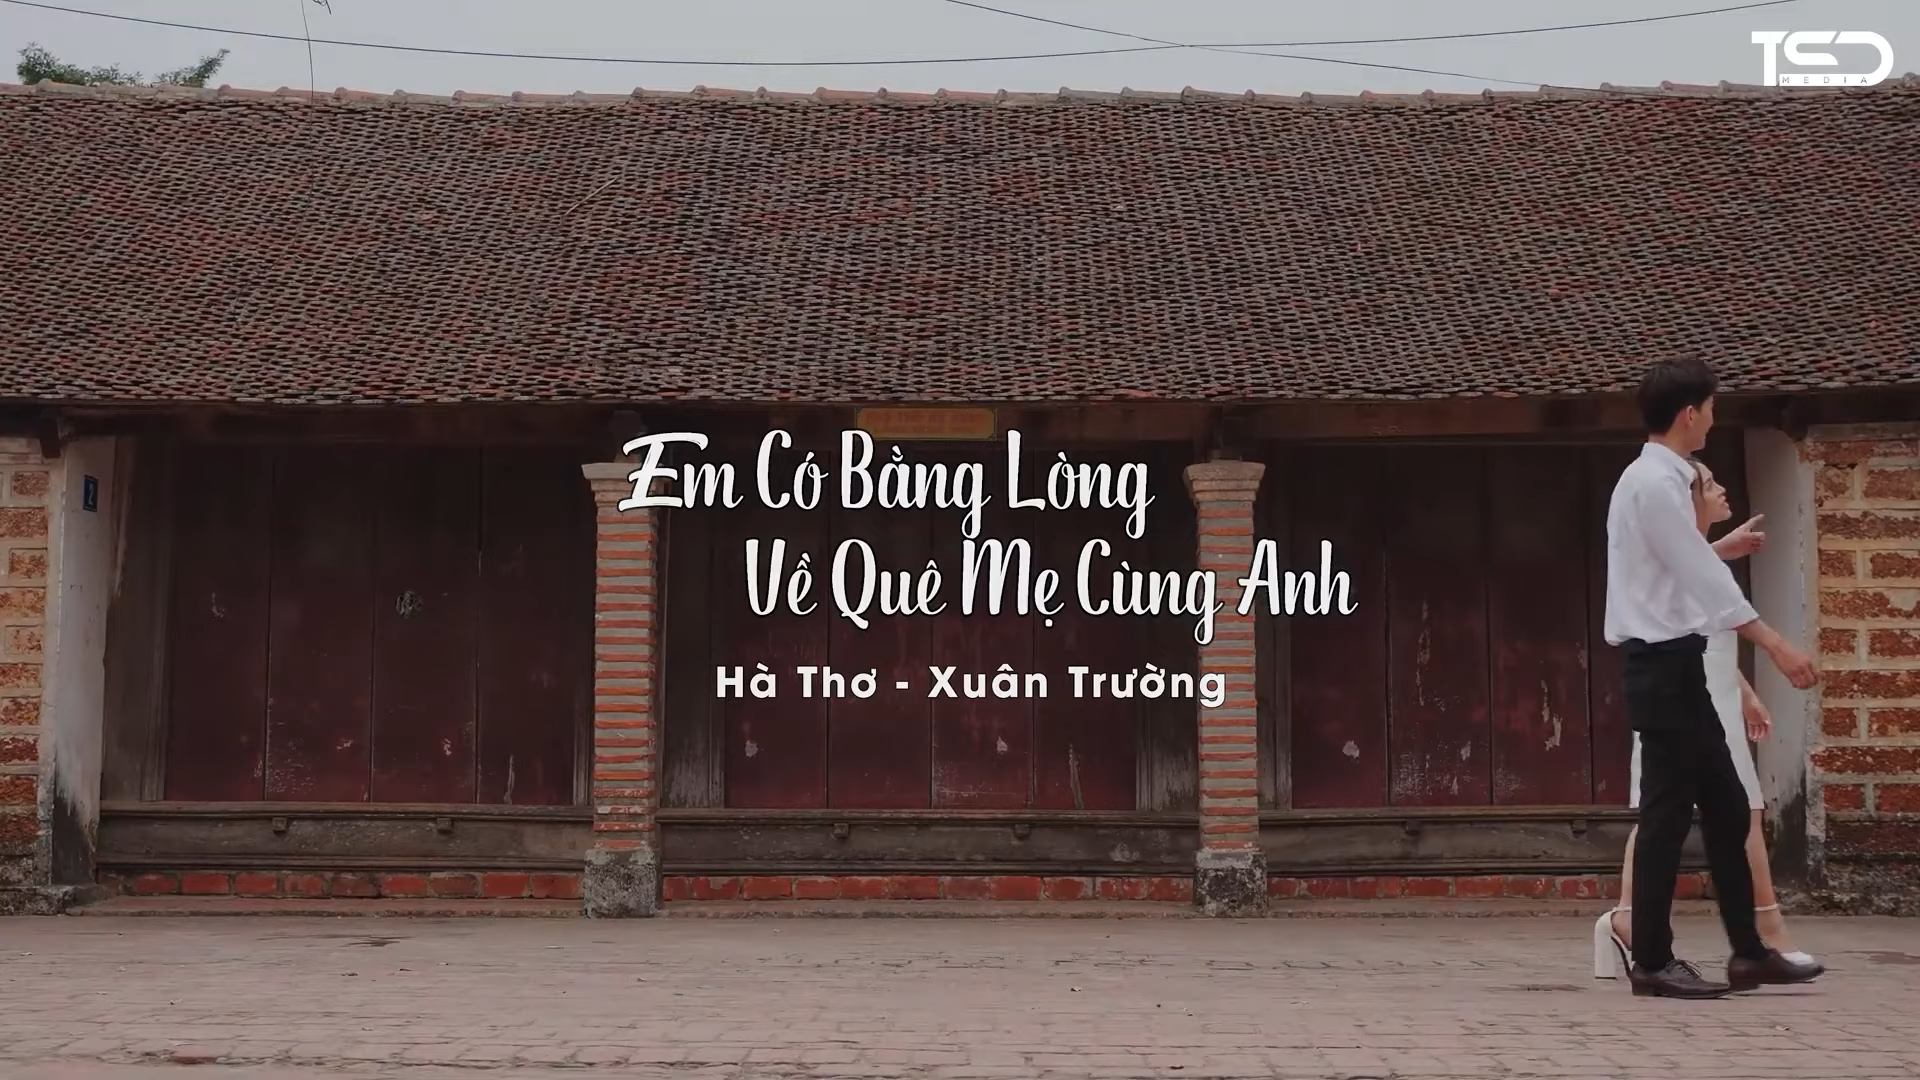 TSD
MEDIA
Em Có Bằng Lòng
Về Quê Mẹ Cùng Anh
Hà Thơ - Xuân Trường
2